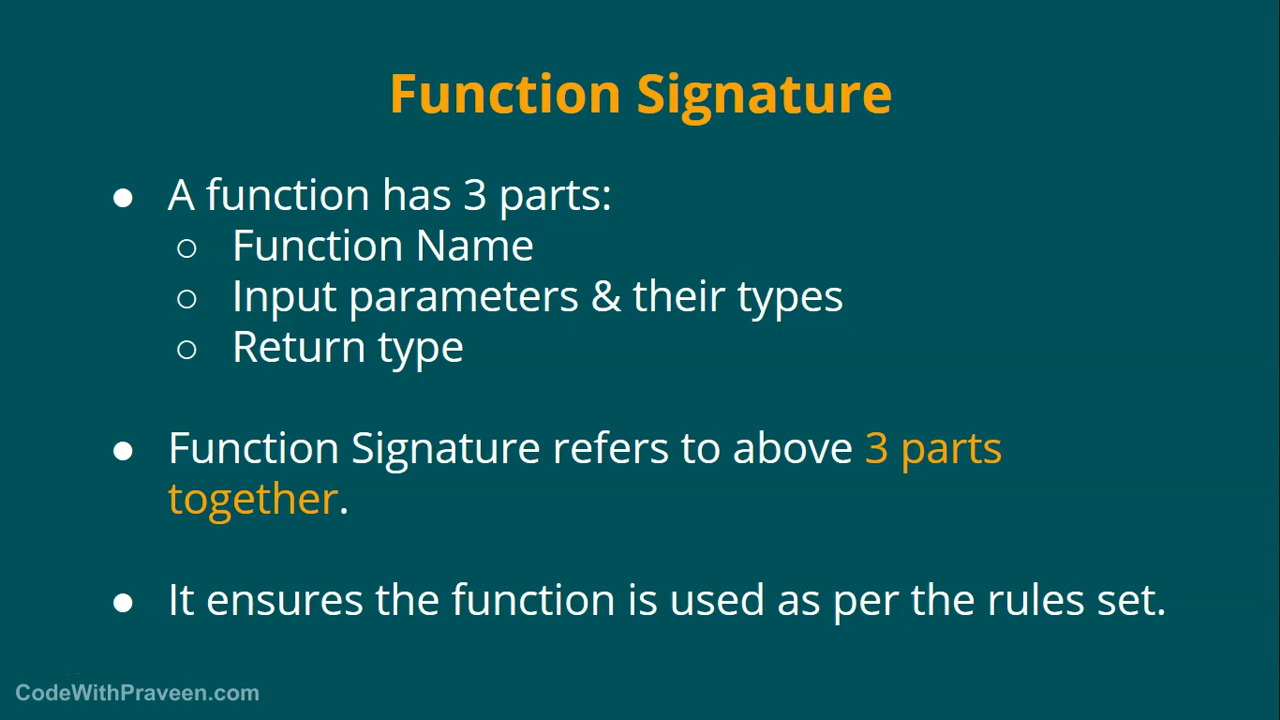 Function Signature
● A function has 3 parts:
○ Function Name
○ Input parameters & their types
○ Return type
● Function Signature refers to above 3 parts
together.
● It ensures the function is used as per the rules set.
CodeWithPraveen.com